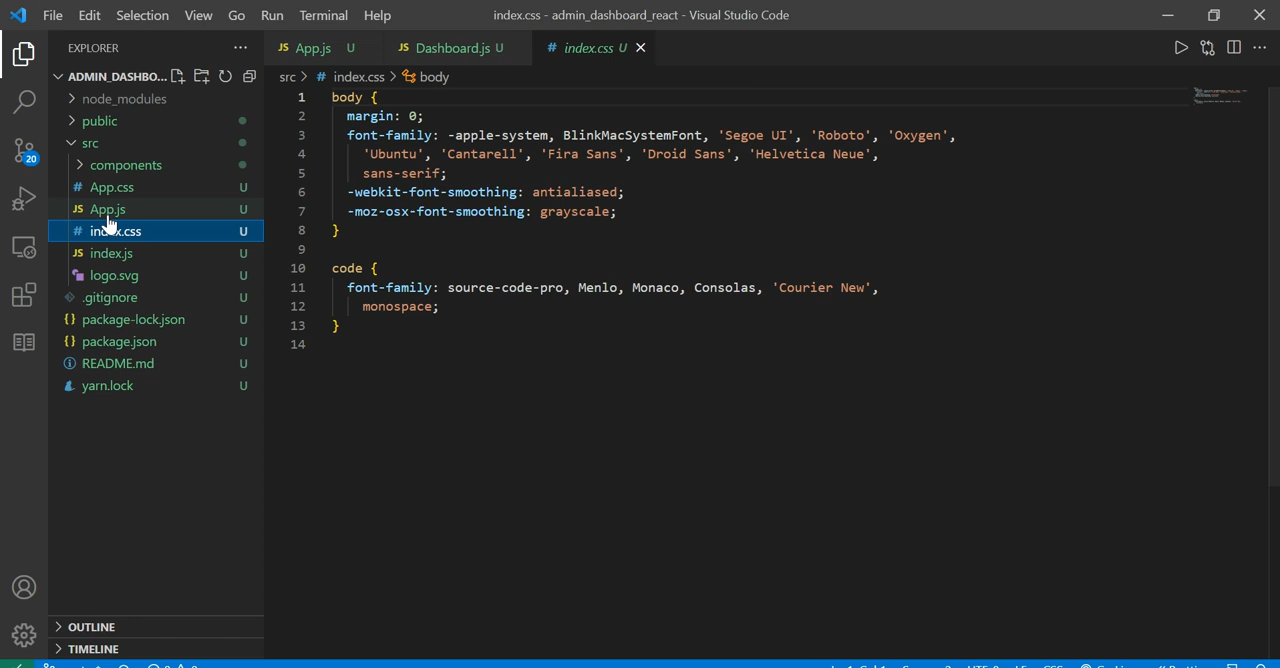 File Edit Selection View Go Run Terminal Help
index.css - admin_dashboard_react - Visual Studio Code
EXPLORER
ADMIN_DASHBO...
node_modules
public
src
components
# App.css U
JS App.js U
# index.css U
JS index.js U
logo.svg U
.gitignore U
{} package-lock.json U
{} package.json U
README.md U
yarn.lock U
OUTLINE
TIMELINE
20
JS App.js U
JS Dashboard.js U
# index.css U
src > # index.css > body
1 body {
2 margin: 0;
3 font-family: -apple-system, BlinkMacSystemFont, 'Segoe UI', 'Roboto', 'Oxygen',
4 'Ubuntu', 'Cantarell', 'Fira Sans', 'Droid Sans', 'Helvetica Neue',
5 sans-serif;
6 -webkit-font-smoothing: antialiased;
7 -moz-osx-font-smoothing: grayscale;
8 }
9
10 code {
11 font-family: source-code-pro, Menlo, Monaco, Consolas, 'Courier New',
12 monospace;
13 }
14